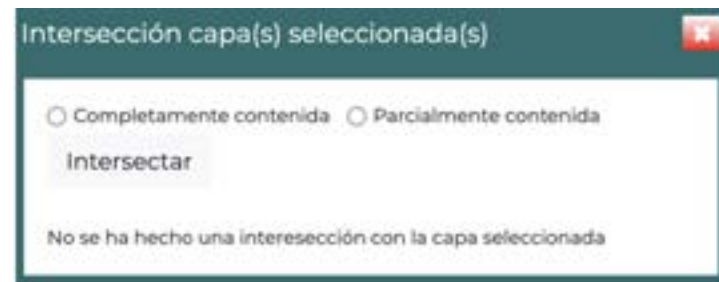 Intersección capa(s) seleccionada(s)
Completamente contenida Parcialmente contenida
Intersectar
No se ha hecho una interesección con la capa seleccionada